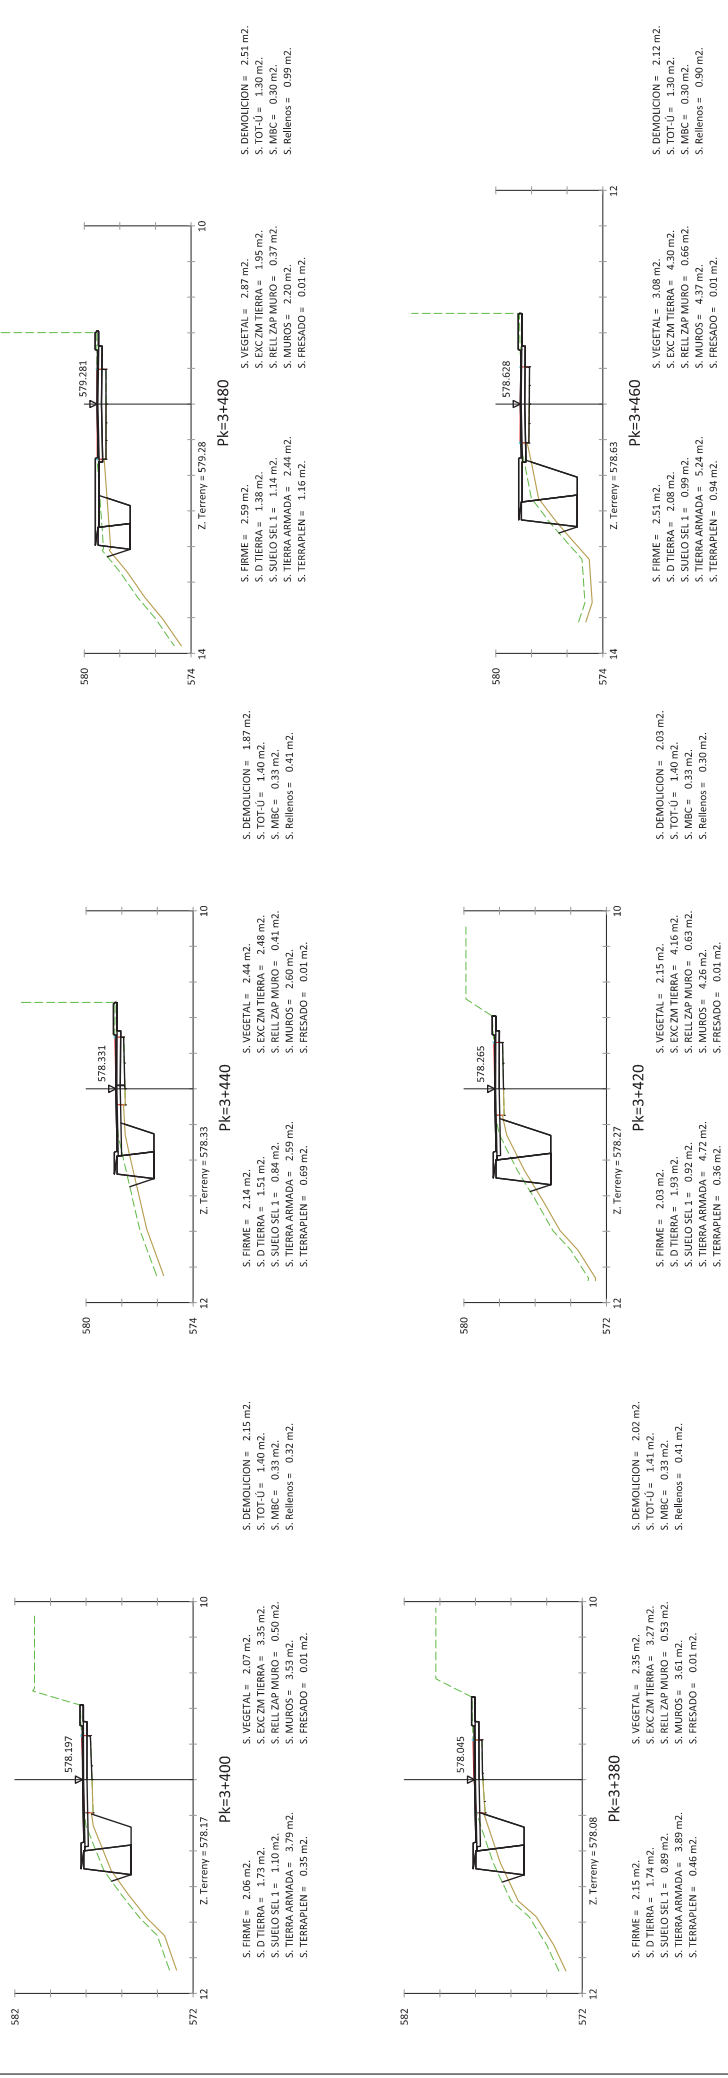 582
578.197
572
12
Z. Terreny = 578.17
10
Pk=3+400
S. FIRME = 2.06 m2.
S. D TIERRA = 1.73 m2.
S. SUELO SEL 1 = 1.10 m2.
S. TIERRA ARMADA = 3.79 m2.
S. TERRAPLEN = 0.35 m2.
S. VEGETAL = 2.07 m2.
S. EXC ZM TIERRA = 3.35 m2.
S. RELL ZAP MURO = 0.50 m2.
S. MUROS = 3.53 m2.
S. FRESADO = 0.01 m2.
S. DEMOLICION = 2.15 m2.
S. TOT-Ú = 1.40 m2.
S. MBC = 0.33 m2.
S. Rellenos = 0.32 m2.
580
578.331
574
12
Z. Terreny = 578.33
10
Pk=3+440
S. FIRME = 2.14 m2.
S. D TIERRA = 1.51 m2.
S. SUELO SEL 1 = 0.84 m2.
S. TIERRA ARMADA = 2.59 m2.
S. TERRAPLEN = 0.69 m2.
S. VEGETAL = 2.44 m2.
S. EXC ZM TIERRA = 2.48 m2.
S. RELL ZAP MURO = 0.41 m2.
S. MUROS = 2.60 m2.
S. FRESADO = 0.01 m2.
S. DEMOLICION = 1.87 m2.
S. TOT-Ú = 1.40 m2.
S. MBC = 0.33 m2.
S. Rellenos = 0.41 m2.
580
579.281
574
14
Z. Terreny = 579.28
10
Pk=3+480
S. FIRME = 2.59 m2.
S. D TIERRA = 1.38 m2.
S. SUELO SEL 1 = 1.14 m2.
S. TIERRA ARMADA = 2.44 m2.
S. TERRAPLEN = 1.16 m2.
S. VEGETAL = 2.87 m2.
S. EXC ZM TIERRA = 1.95 m2.
S. RELL ZAP MURO = 0.37 m2.
S. MUROS = 2.20 m2.
S. FRESADO = 0.01 m2.
S. DEMOLICION = 2.51 m2.
S. TOT-Ú = 1.30 m2.
S. MBC = 0.30 m2.
S. Rellenos = 0.99 m2.
582
578.045
572
12
Z. Terreny = 578.08
10
Pk=3+380
S. FIRME = 2.15 m2.
S. D TIERRA = 1.74 m2.
S. SUELO SEL 1 = 0.89 m2.
S. TIERRA ARMADA = 3.89 m2.
S. TERRAPLEN = 0.46 m2.
S. VEGETAL = 2.35 m2.
S. EXC ZM TIERRA = 3.27 m2.
S. RELL ZAP MURO = 0.53 m2.
S. MUROS = 3.61 m2.
S. FRESADO = 0.01 m2.
S. DEMOLICION = 2.02 m2.
S. TOT-Ú = 1.41 m2.
S. MBC = 0.33 m2.
S. Rellenos = 0.41 m2.
580
578.265
572
12
Z. Terreny = 578.27
10
Pk=3+420
S. FIRME = 2.03 m2.
S. D TIERRA = 1.93 m2.
S. SUELO SEL 1 = 0.92 m2.
S. TIERRA ARMADA = 4.72 m2.
S. TERRAPLEN = 0.36 m2.
S. VEGETAL = 2.15 m2.
S. EXC ZM TIERRA = 4.16 m2.
S. RELL ZAP MURO = 0.63 m2.
S. MUROS = 4.26 m2.
S. FRESADO = 0.01 m2.
S. DEMOLICION = 2.03 m2.
S. TOT-Ú = 1.40 m2.
S. MBC = 0.33 m2.
S. Rellenos = 0.30 m2.
580
578.628
574
14
Z. Terreny = 578.63
12
Pk=3+460
S. FIRME = 2.51 m2.
S. D TIERRA = 2.08 m2.
S. SUELO SEL 1 = 0.99 m2.
S. TIERRA ARMADA = 5.24 m2.
S. TERRAPLEN = 0.94 m2.
S. VEGETAL = 3.08 m2.
S. EXC ZM TIERRA = 4.30 m2.
S. RELL ZAP MURO = 0.66 m2.
S. MUROS = 4.37 m2.
S. FRESADO = 0.01 m2.
S. DEMOLICION = 2.12 m2.
S. TOT-Ú = 1.30 m2.
S. MBC = 0.30 m2.
S. Rellenos = 0.90 m2.